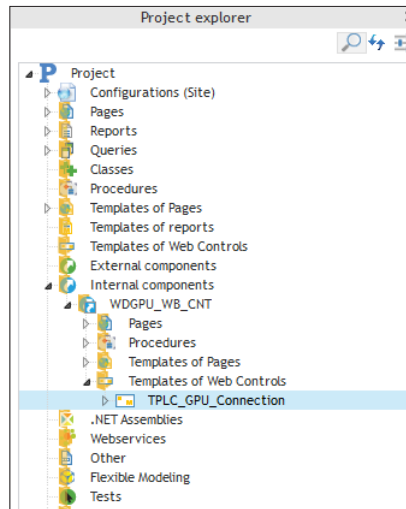 Project explorer
Project
Configurations (Site)
Pages
Reports
Queries
Classes
Procedures
Templates of Pages
Templates of reports
Templates of Web Controls
External components
Internal components
WDGPU_WB_CNT
Pages
Procedures
Templates of Pages
Templates of Web Controls
TPLC_GPU_Connection
.NET Assemblies
Webservices
Other
Flexible Modeling
Tests